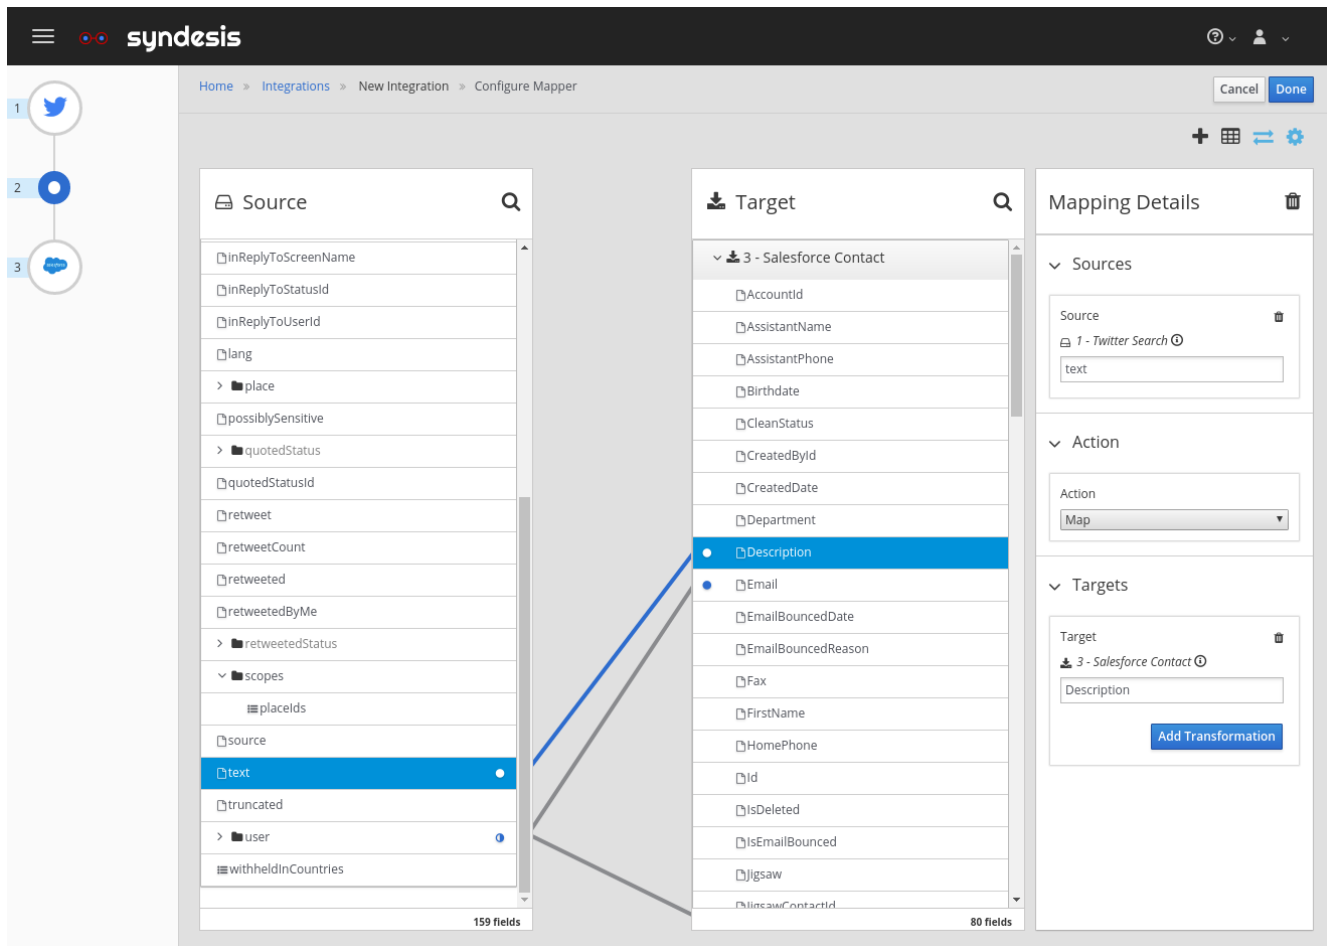 syndesis
Home » Integrations » New Integration » Configure Mapper
Cancel Done
1
2
3
Source
inReplyToScreenName
inReplyToStatusId
inReplyToUserId
lang
place
possiblySensitive
quotedStatus
quotedStatusId
retweet
retweetCount
retweeted
retweetedByMe
retweetedStatus
scopes
placeIds
source
text
truncated
user
withheldInCountries
159 fields
Target
3 - Salesforce Contact
AccountId
AssistantName
AssistantPhone
Birthdate
CleanStatus
CreatedById
CreatedDate
Department
Description
Email
EmailBouncedDate
EmailBouncedReason
Fax
FirstName
HomePhone
Id
IsDeleted
IsEmailBounced
Jigsaw
JigsawContactId
80 fields
Mapping Details
Sources
Source
1 - Twitter Search
text
Action
Action
Map
Targets
Target
3 - Salesforce Contact
Description
Add Transformation